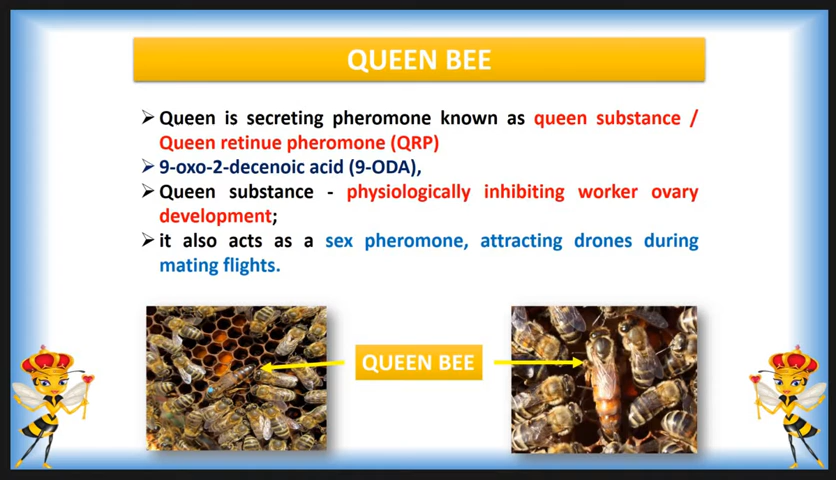 QUEEN BEE
➢ Queen is secreting pheromone known as queen substance /
Queen retinue pheromone (QRP)
➢ 9-oxo-2-decenoic acid (9-ODA),
➢ Queen substance - physiologically inhibiting worker ovary
development;
➢ it also acts as a sex pheromone, attracting drones during
mating flights.
QUEEN BEE